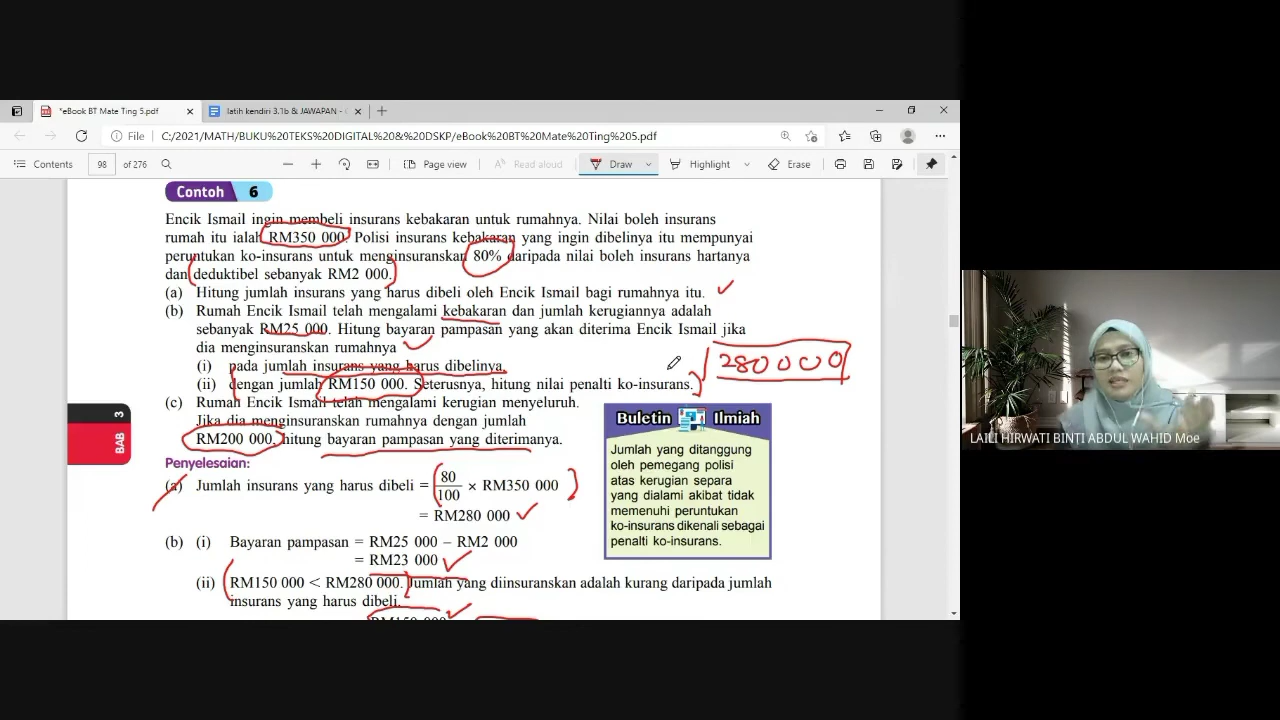 *eBook BT Mate Ting 5.pdf
latih kendiri 3.1b & JAWAPAN -
File
C:/2021/MATH/BUKU%20TEKS%20DIGITAL%20&%20DSKP/eBook%20BT%20Mate%20Ting%205.pdf
Contents
98
of 276
Page view
Read aloud
Draw
Highlight
Erase
Contoh 6
Encik Ismail ingin membeli insurans kebakaran untuk rumahnya. Nilai boleh insurans
rumah itu ialah RM350 000. Polisi insurans kebakaran yang ingin dibelinya itu mempunyai
peruntukan ko-insurans untuk menginsuranskan 80% daripada nilai boleh insurans hartanya
dan deduktibel sebanyak RM2 000.
(a) Hitung jumlah insurans yang harus dibeli oleh Encik Ismail bagi rumahnya itu.
(b) Rumah Encik Ismail telah mengalami kebakaran dan jumlah kerugiannya adalah
sebanyak RM25 000. Hitung bayaran pampasan yang akan diterima Encik Ismail jika
dia menginsuranskan rumahnya
(i) pada jumlah insurans yang harus dibelinya,
(ii) dengan jumlah RM150 000. Seterusnya, hitung nilai penalti ko-insurans.
280000
(c) Rumah Encik Ismail telah mengalami kerugian menyeluruh.
Jika dia menginsuranskan rumahnya dengan jumlah
RM200 000, hitung bayaran pampasan yang diterimanya.
3
BAB
Buletin Ilmiah
Jumlah yang ditanggung
oleh pemegang polisi
atas kerugian separa
yang dialami akibat tidak
memenuhi peruntukan
ko-insurans dikenali sebagai
penalti ko-insurans.
Penyelesaian:
(a) Jumlah insurans yang harus dibeli = 80/100 × RM350 000
= RM280 000
(b) (i) Bayaran pampasan = RM25 000 – RM2 000
= RM23 000
(ii) RM150 000 < RM280 000. Jumlah yang diinsuranskan adalah kurang daripada jumlah
insurans yang harus dibeli.
RM150 000
LAILI HIRWATI BINTI ABDUL WAHID Moe